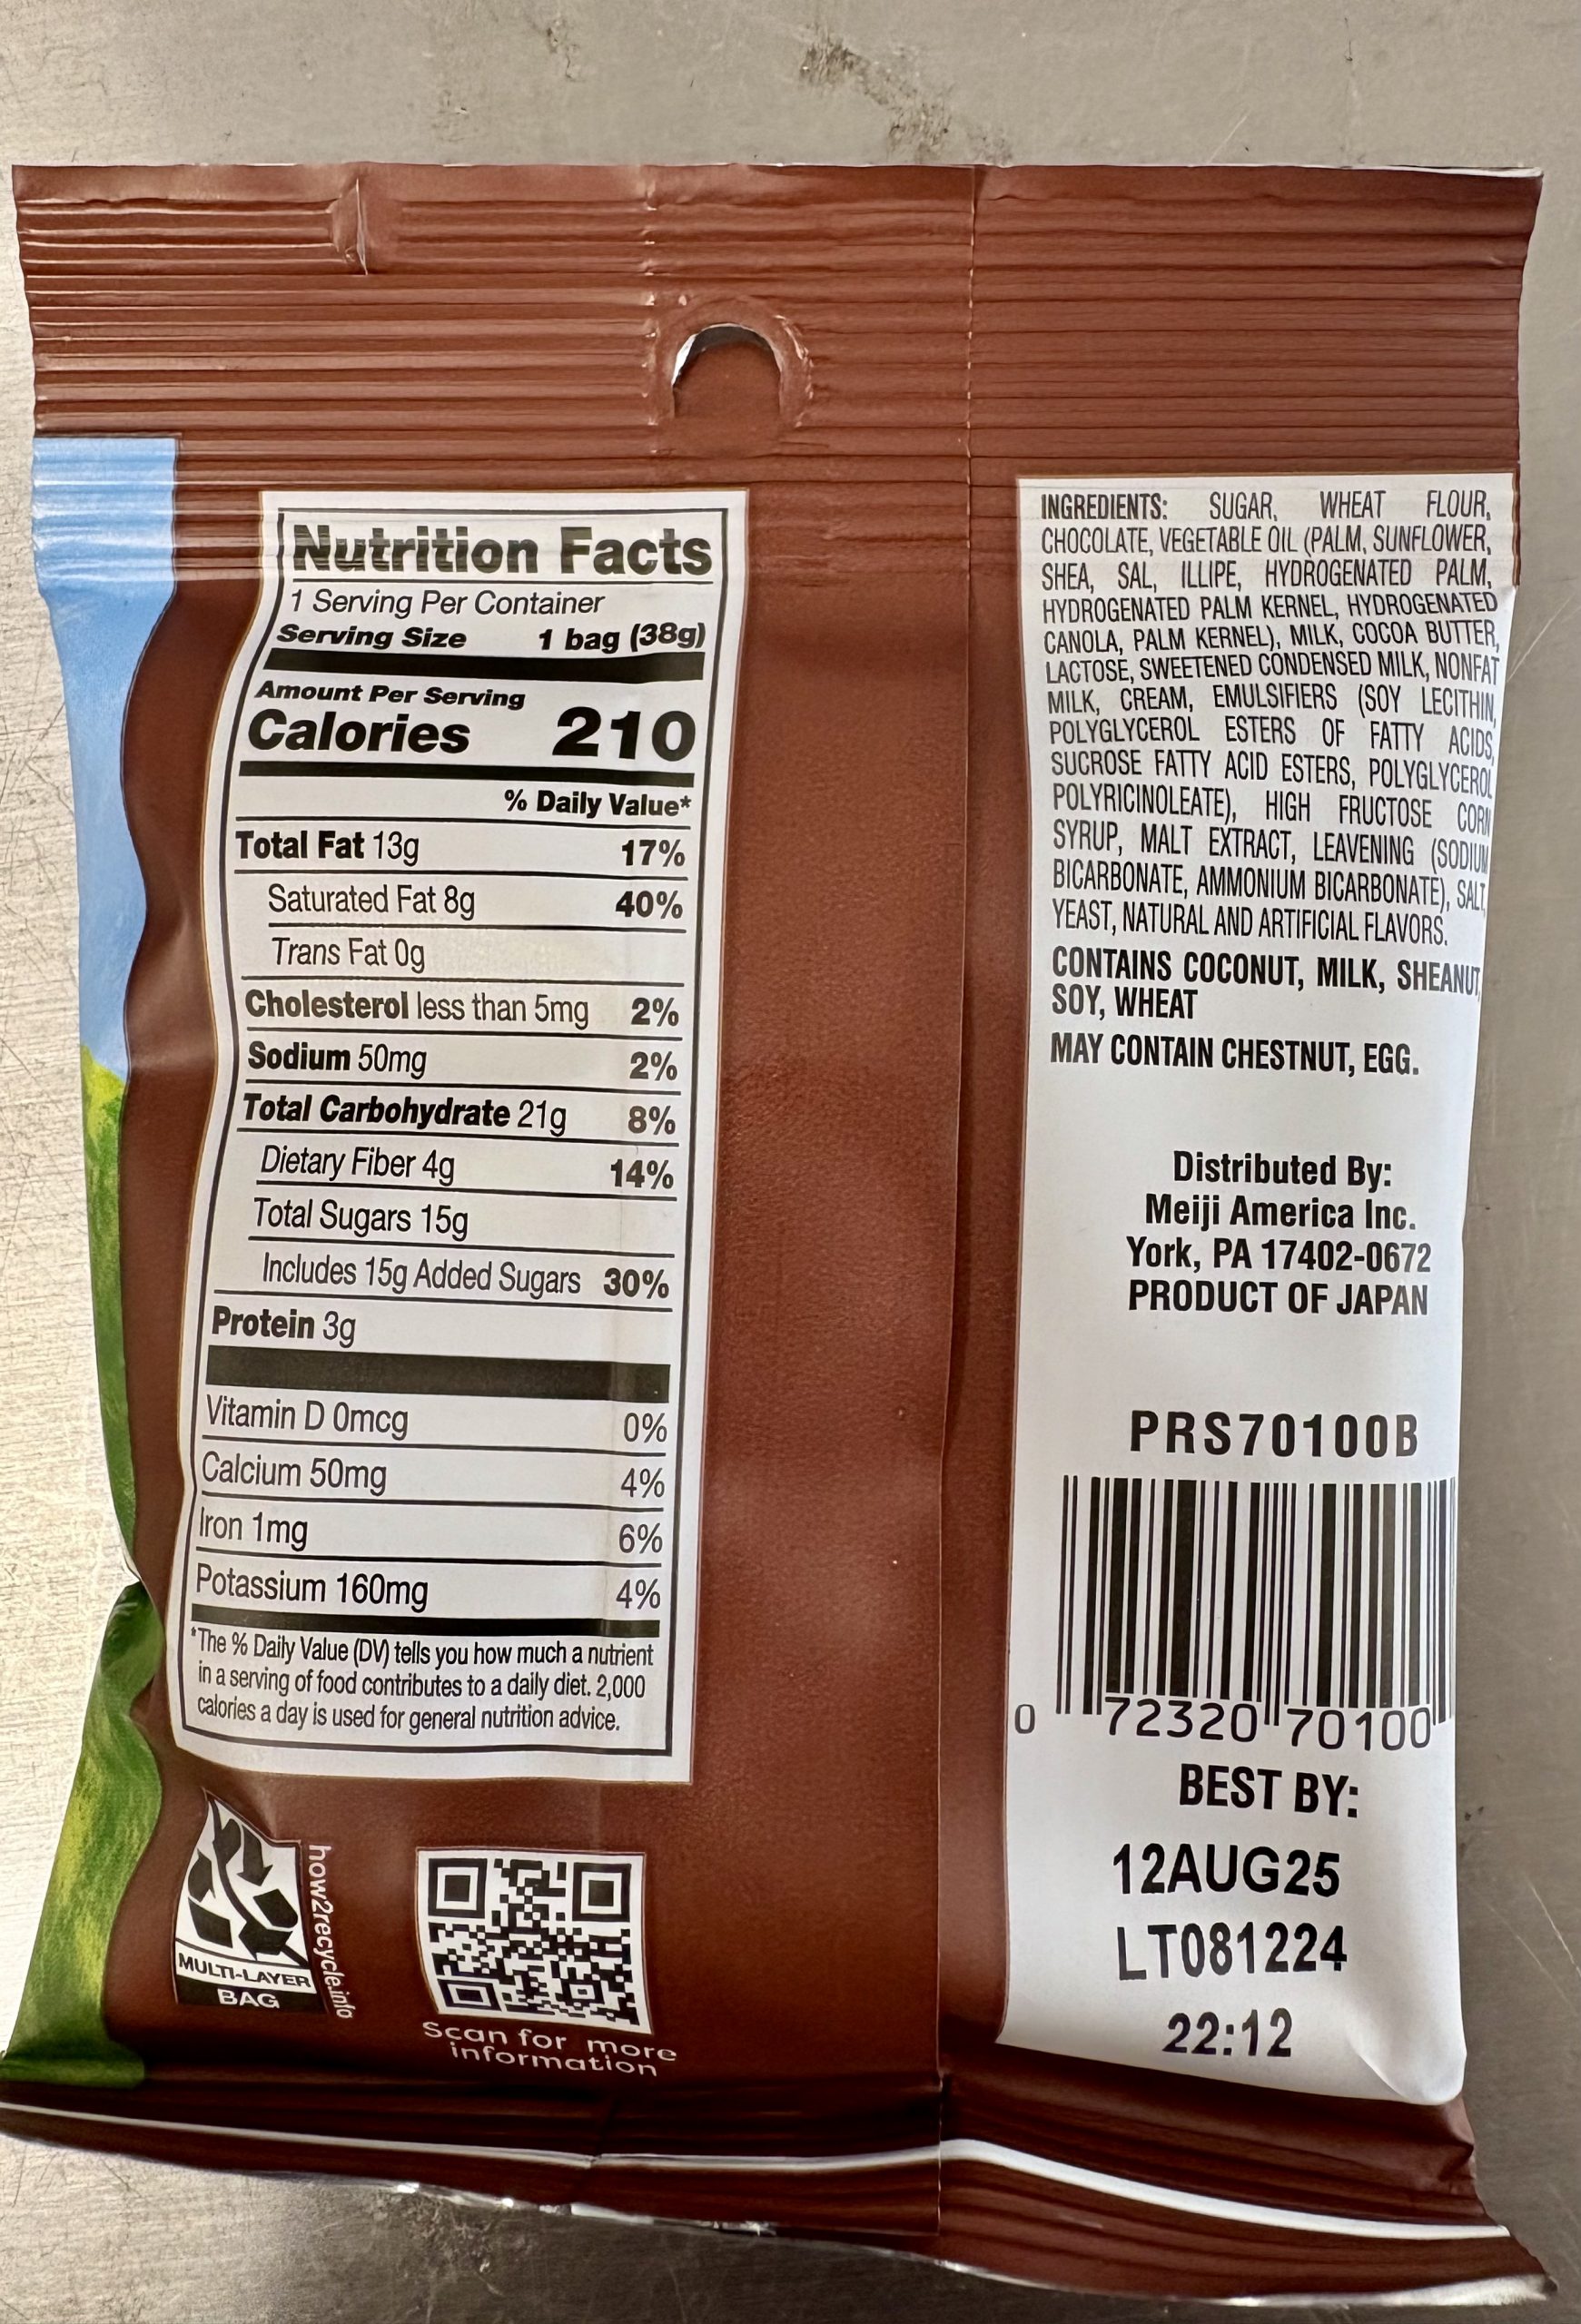 Nutrition Facts
1 Serving Per Container
Serving Size 1 bag (38g)
Amount Per Serving
Calories 210
% Daily Value*
Total Fat 13g 17%
Saturated Fat 8g 40%
Trans Fat 0g
Cholesterol less than 5mg 2%
Sodium 50mg 2%
Total Carbohydrate 21g 8%
Dietary Fiber 4g 14%
Total Sugars 15g
Includes 15g Added Sugars 30%
Protein 3g
Vitamin D 0mcg 0%
Calcium 50mg 4%
Iron 1mg 6%
Potassium 160mg 4%
*The % Daily Value (DV) tells you how much a nutrient
in a serving of food contributes to a daily diet. 2,000
calories a day is used for general nutrition advice.
MULTI-LAYER
BAG
how2recycle.info
Scan for more
information
INGREDIENTS: SUGAR, WHEAT FLOUR,
CHOCOLATE, VEGETABLE OIL (PALM, SUNFLOWER,
SHEA, SAL, ILLIPE, HYDROGENATED PALM,
HYDROGENATED PALM KERNEL, HYDROGENATED
CANOLA, PALM KERNEL), MILK, COCOA BUTTER,
LACTOSE, SWEETENED CONDENSED MILK, NONFAT
MILK, CREAM, EMULSIFIERS (SOY LECITHIN,
POLYGLYCEROL ESTERS OF FATTY ACIDS,
SUCROSE FATTY ACID ESTERS, POLYGLYCEROL
POLYRICINOLEATE), HIGH FRUCTOSE CORN
SYRUP, MALT EXTRACT, LEAVENING (SODIUM
BICARBONATE, AMMONIUM BICARBONATE), SALT,
YEAST, NATURAL AND ARTIFICIAL FLAVORS.
CONTAINS COCONUT, MILK, SHEANUT,
SOY, WHEAT
MAY CONTAIN CHESTNUT, EGG.
Distributed By:
Meiji America Inc.
York, PA 17402-0672
PRODUCT OF JAPAN
PRS70100B
0 72320 70100
BEST BY:
12AUG25
LT081224
22:12